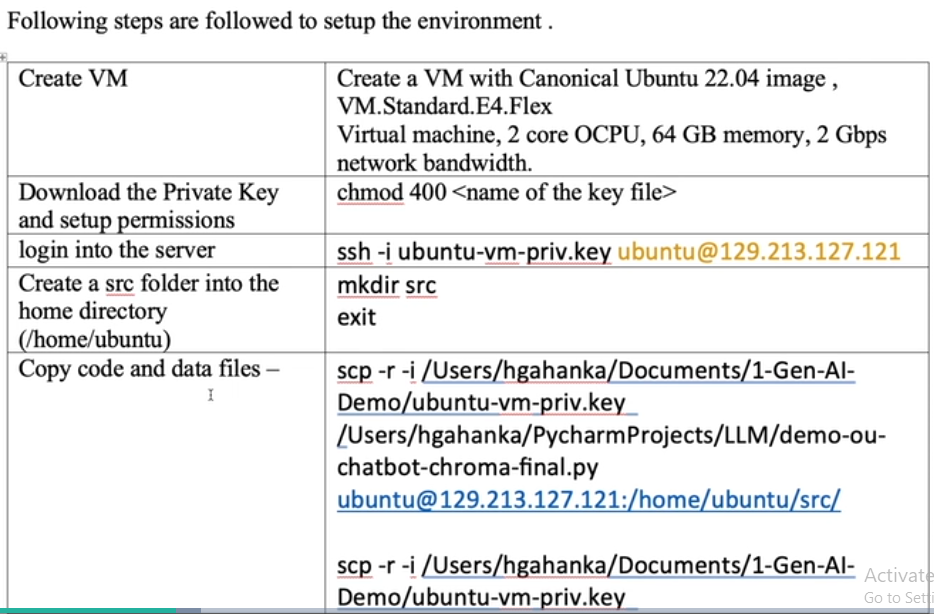 Following steps are followed to setup the environment .
Create VM
Create a VM with Canonical Ubuntu 22.04 image ,
VM.Standard.E4.Flex
Virtual machine, 2 core OCPU, 64 GB memory, 2 Gbps
network bandwidth.
Download the Private Key
and setup permissions
chmod 400 <name of the key file>
login into the server
ssh -i ubuntu-vm-priv.key ubuntu@129.213.127.121
Create a src folder into the
home directory
(/home/ubuntu)
mkdir src
exit
Copy code and data files –
scp -r -i /Users/hgahanka/Documents/1-Gen-AI-
Demo/ubuntu-vm-priv.key
/Users/hgahanka/PycharmProjects/LLM/demo-ou-
chatbot-chroma-final.py
ubuntu@129.213.127.121:/home/ubuntu/src/
scp -r -i /Users/hgahanka/Documents/1-Gen-AI-
Demo/ubuntu-vm-priv.key
Activate
Go to Setti